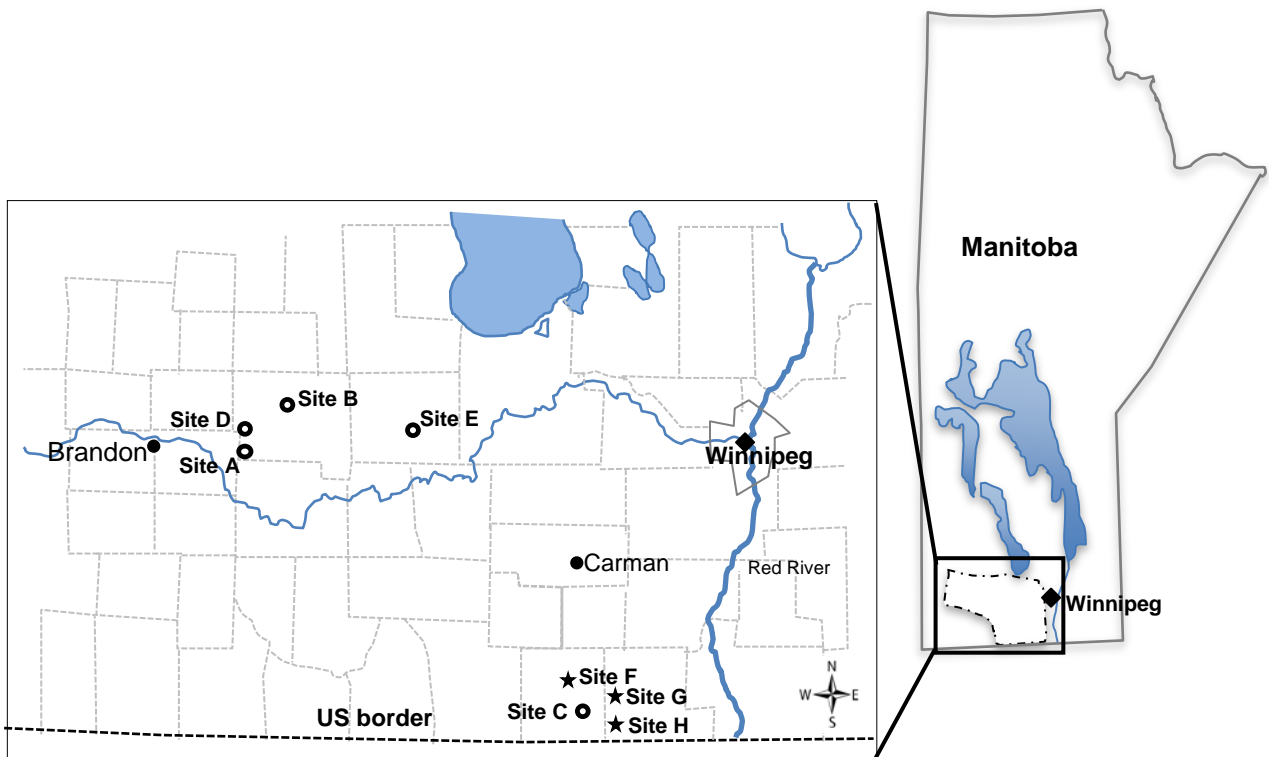 Manitoba
Site B
Site D
Site E
Brandon
Site A
Winnipeg
Carman
Red River
Winnipeg
Site F
N
W E
S
Site G
Site C
US border
Site H